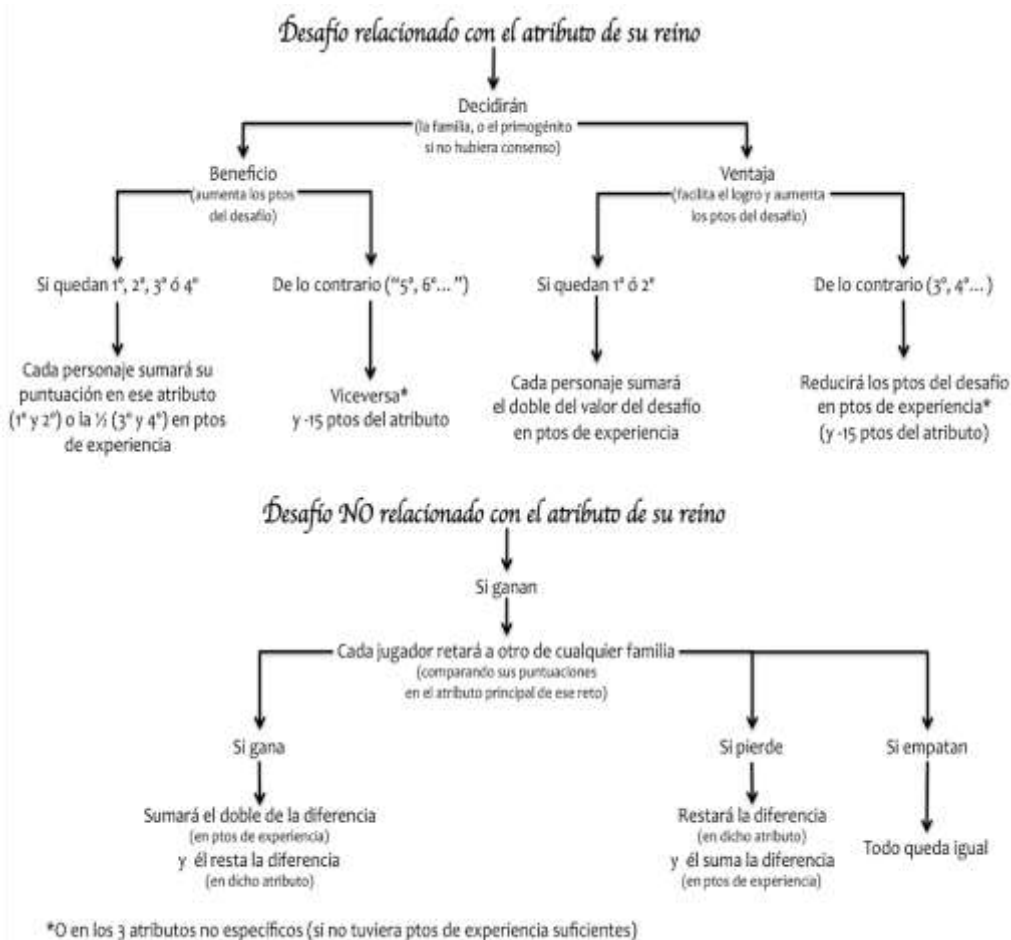 Desafío relacionado con el atributo de su reino
Decidirán
(la familia, o el primogénito
si no hubiera consenso)
Beneficio
(aumenta los ptos
del desafío)
Ventaja
(facilita el logro y aumenta
los ptos del desafío)
Si quedan 1º, 2º, 3º ó 4º
De lo contrario ("5º, 6º...")
Si quedan 1º ó 2º
De lo contrario (3º, 4º...)
Cada personaje sumará su
puntuación en ese atributo
(1º y 2º) o la ½ (3º y 4º) en ptos
de experiencia
Viceversa*
y -15 ptos del atributo
Cada personaje sumará
el doble del valor del desafío
en ptos de experiencia
Reducirá los ptos del desafío
en ptos de experiencia*
(y -15 ptos del atributo)
Desafío NO relacionado con el atributo de su reino
Si ganan
Cada jugador retará a otro de cualquier familia
(comparando sus puntuaciones
en el atributo principal de ese reto)
Si gana
Si pierde
Si empatan
Sumará el doble de la diferencia
(en ptos de experiencia)
y él resta la diferencia
(en dicho atributo)
Restará la diferencia
(en dicho atributo)
y él suma la diferencia
(en ptos de experiencia)
Todo queda igual
*O en los 3 atributos no específicos (si no tuviera ptos de experiencia suficientes)